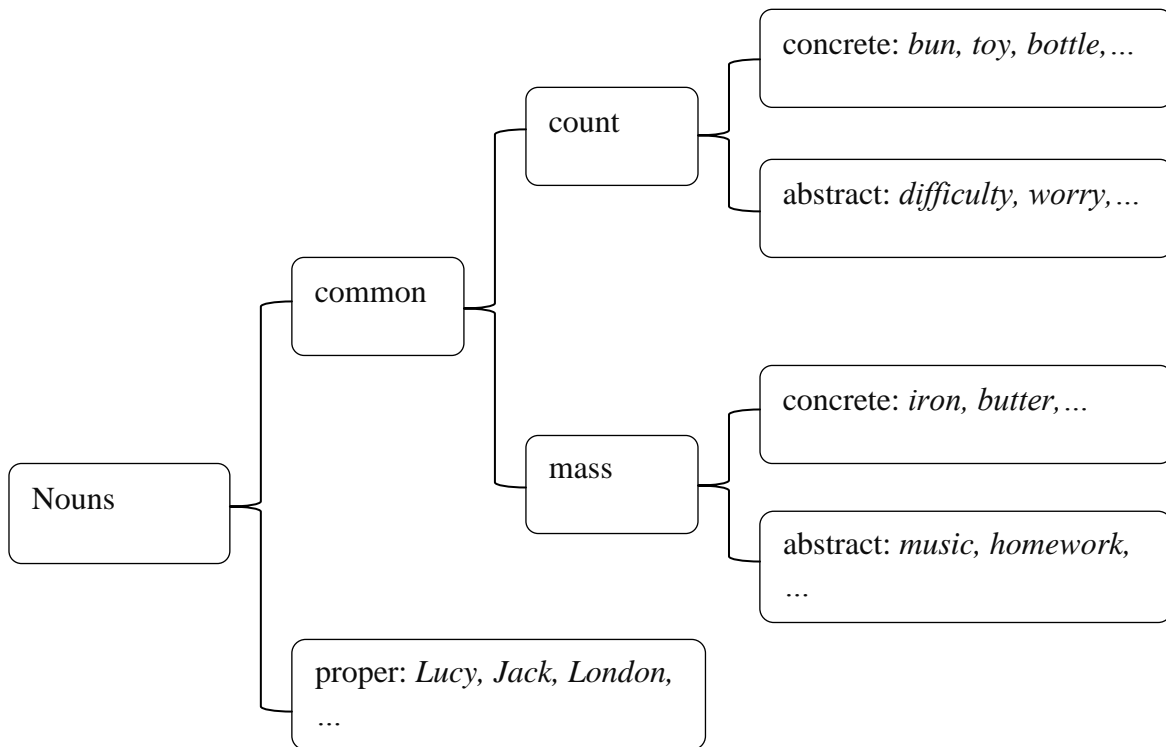 concrete: bun, toy, bottle,…
count
abstract: difficulty, worry,…
common
concrete: iron, butter,…
mass
Nouns
abstract: music, homework,
…
proper: Lucy, Jack, London,
…